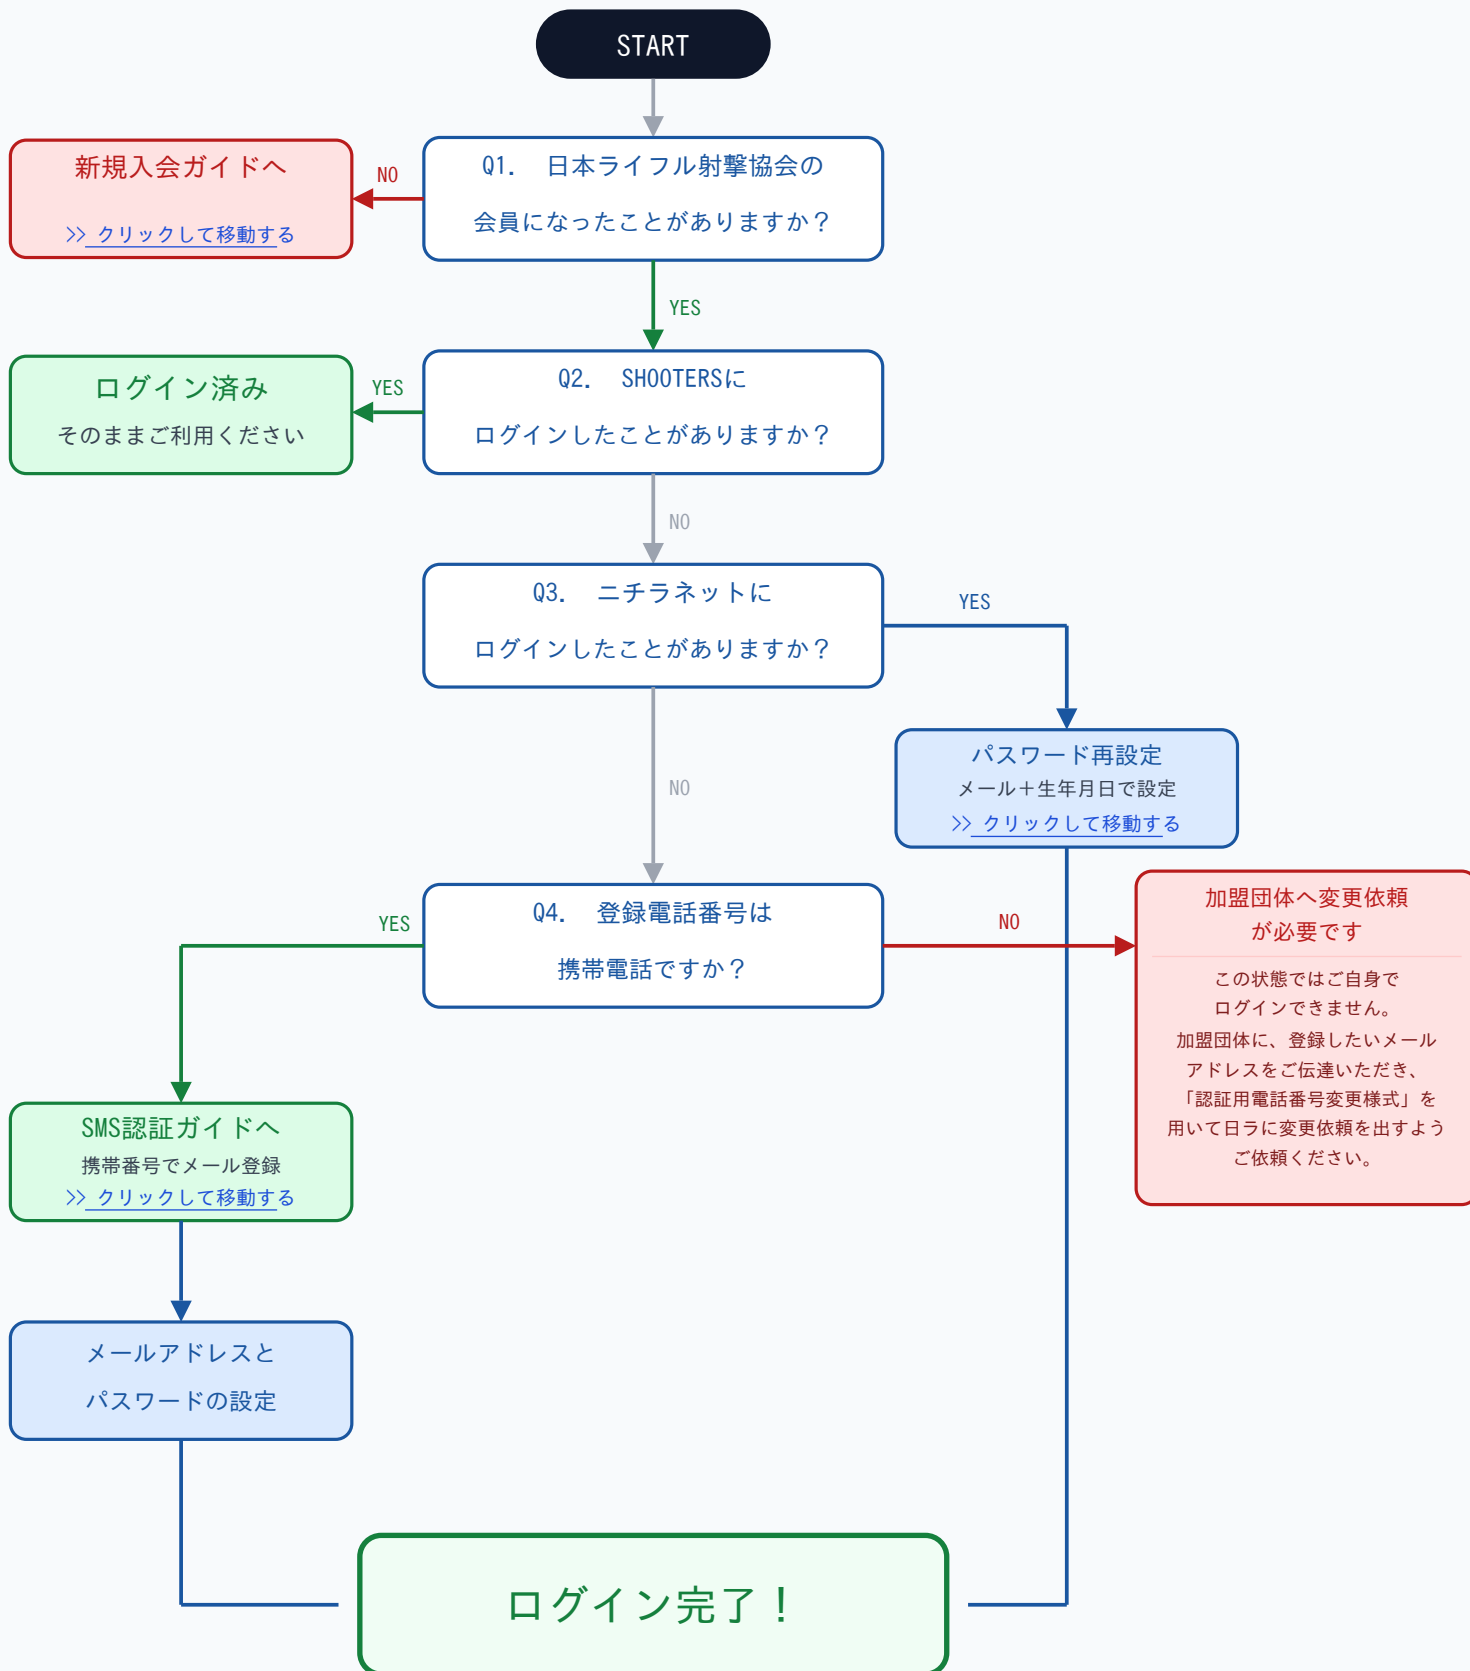 START
Q1. 日本ライフル射撃協会の
会員になったことがありますか？
NO
新規入会ガイドへ
>> クリックして移動する
YES
Q2. SHOOTERSに
ログインしたことがありますか？
YES
ログイン済み
そのままご利用ください
NO
Q3. ニチラネットに
ログインしたことがありますか？
YES
パスワード再設定
メール＋生年月日で設定
>> クリックして移動する
NO
Q4. 登録電話番号は
携帯電話ですか？
YES
NO
加盟団体へ変更依頼
が必要です
この状態ではご自身で
ログインできません。
加盟団体に、登録したいメール
アドレスをご伝達いただき、
「認証用電話番号変更様式」を
用いて日ラに変更依頼を出すよう
ご依頼ください。
SMS認証ガイドへ
携帯番号でメール登録
>> クリックして移動する
メールアドレスと
パスワードの設定
ログイン完了！